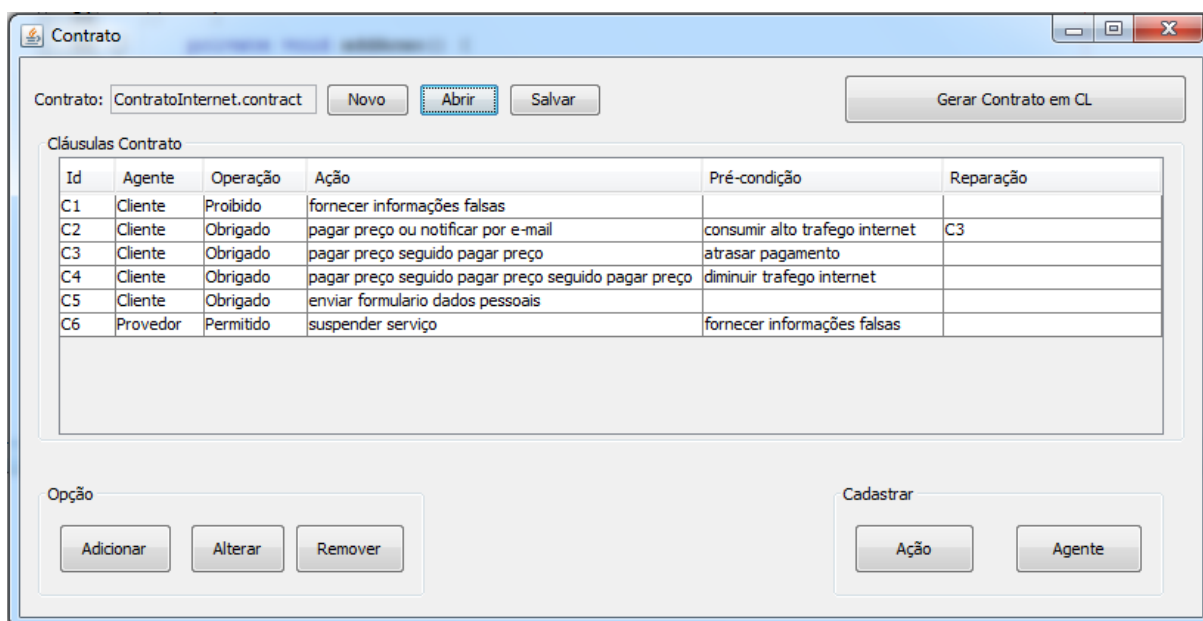 Contrato
private void
Contrato: ContratoInternet.contract Novo Abrir Salvar Gerar Contrato em CL
Cláusulas Contrato
Id Agente Operação Ação Pré-condição Reparação
C1 Cliente Proibido fornecer informações falsas
C2 Cliente Obrigado pagar preço ou notificar por e-mail consumir alto trafego internet C3
C3 Cliente Obrigado pagar preço seguido pagar preço atrasar pagamento
C4 Cliente Obrigado pagar preço seguido pagar preço seguido pagar preço diminuir trafego internet
C5 Cliente Obrigado enviar formulario dados pessoais
C6 Provedor Permitido suspender serviço fornecer informações falsas
Opção Cadastrar
Adicionar Alterar Remover Ação Agente